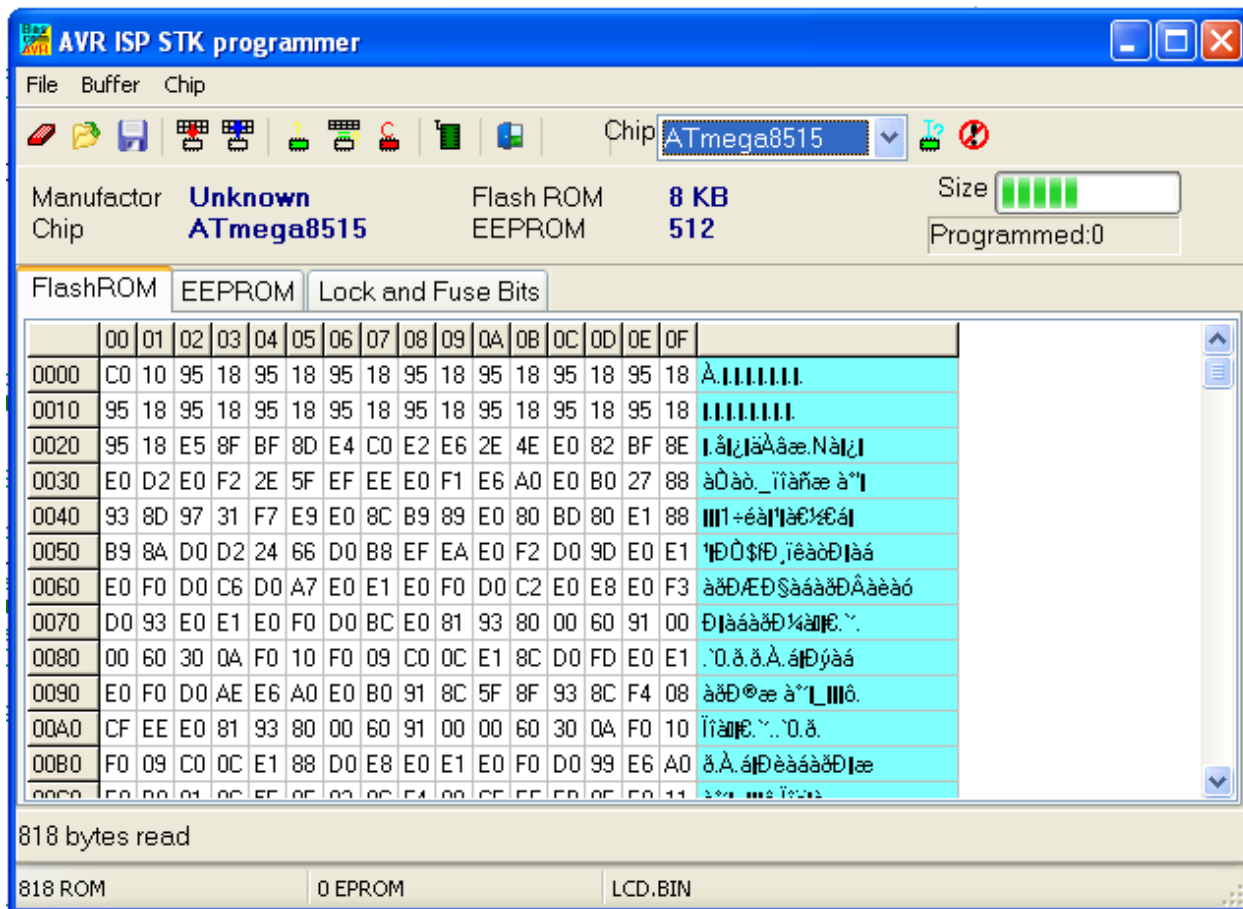 AVR ISP STK programmer
File Buffer Chip
Chip ATmega8515
Manufactor Unknown Flash ROM 8 KB Size
Chip ATmega8515 EEPROM 512 Programmed:0
FlashROM EEPROM Lock and Fuse Bits
00 01 02 03 04 05 06 07 08 09 0A 0B 0C 0D 0E 0F
0000 C0 10 95 18 95 18 95 18 95 18 95 18 95 18 95 18
0010 95 18 95 18 95 18 95 18 95 18 95 18 95 18 95 18
0020 95 18 E5 8F BF 8D E4 C0 E2 E6 2E 4E E0 82 BF 8E
0030 E0 D2 E0 F2 2E 5F EF EE E0 F1 E6 A0 E0 B0 27 88
0040 93 8D 97 31 F7 E9 E0 8C B9 89 E0 80 BD 80 E1 88
0050 B9 8A D0 D2 24 66 D0 B8 EF EA E0 F2 D0 9D E0 E1
0060 E0 F0 D0 C6 D0 A7 E0 E1 E0 F0 D0 C2 E0 E8 E0 F3 àðÐÆÐ§àáàðÐÂàèàó
0070 D0 93 E0 E1 E0 F0 D0 BC E0 81 93 80 00 60 91 00
0080 00 60 30 0A F0 10 F0 09 C0 0C E1 8C D0 FD E0 E1
0090 E0 F0 D0 AE E6 A0 E0 B0 91 8C 5F 8F 93 8C F4 08
00A0 CF EE E0 81 93 80 00 60 91 00 00 60 30 0A F0 10
00B0 F0 09 C0 0C E1 88 D0 E8 E0 E1 E0 F0 D0 99 E6 A0
818 bytes read
818 ROM 0 EPROM LCD.BIN